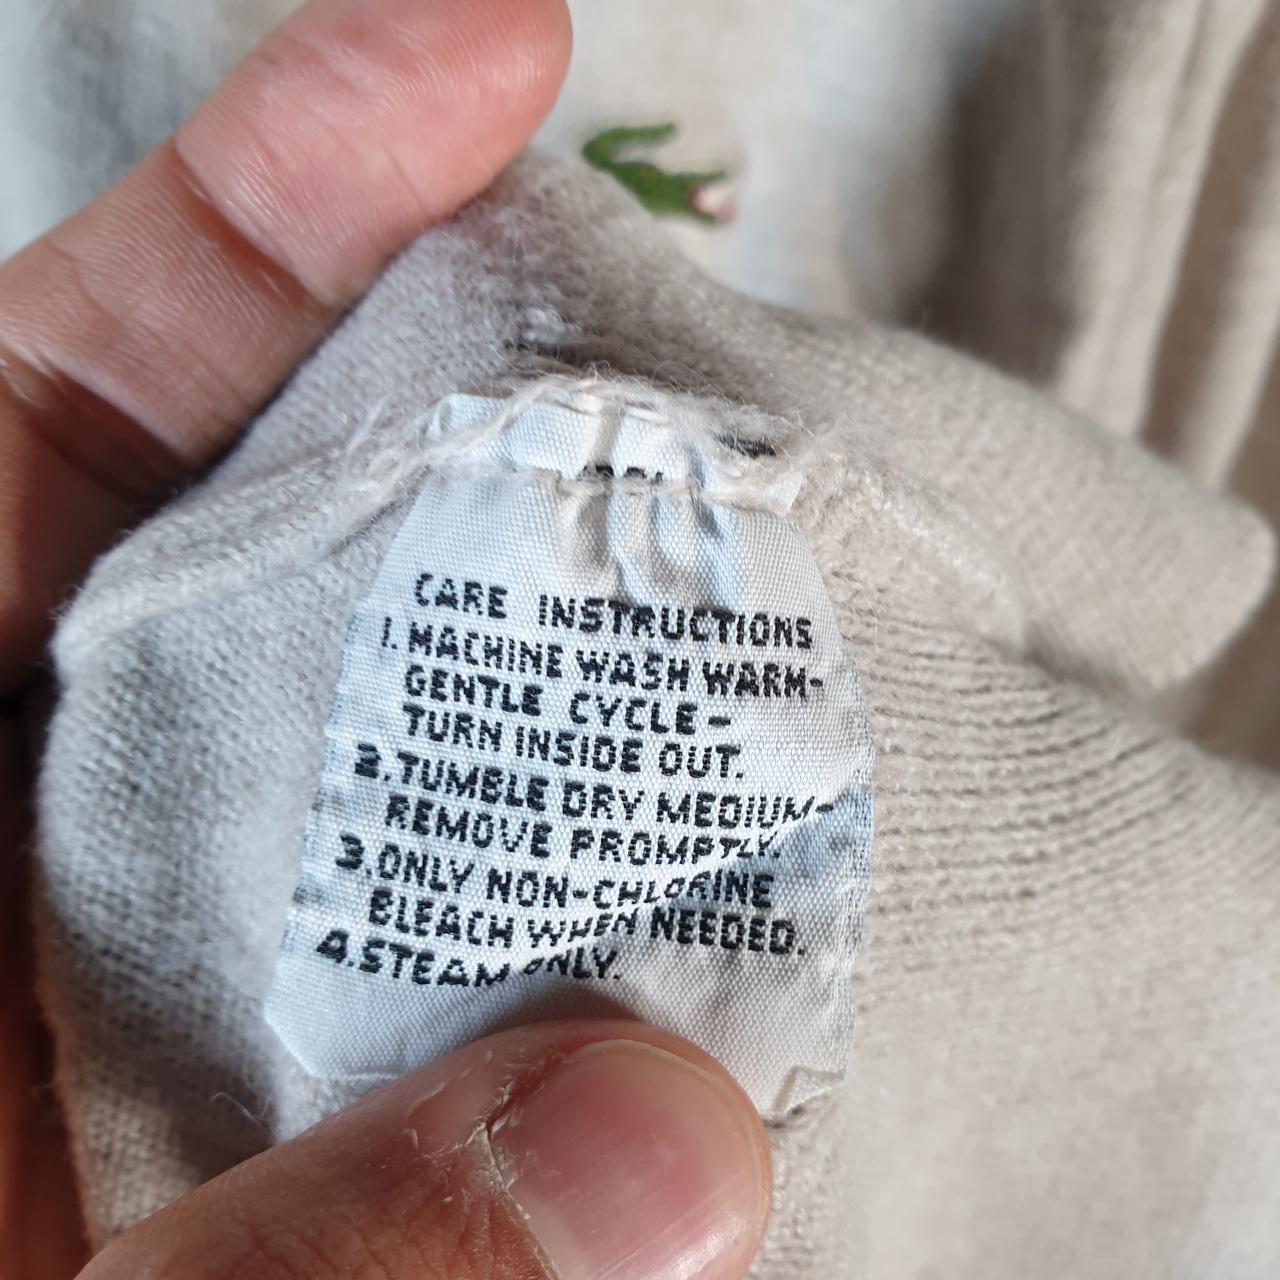 CARE INSTRUCTIONS
1. MACHINE WASH WARM-
GENTLE CYCLE-
TURN INSIDE OUT.
2. TUMBLE DRY MEDIUM-
REMOVE PROMPTLY.
3. ONLY NON-CHLORINE
BLEACH WHEN NEEDED.
4. STEAM ONLY.